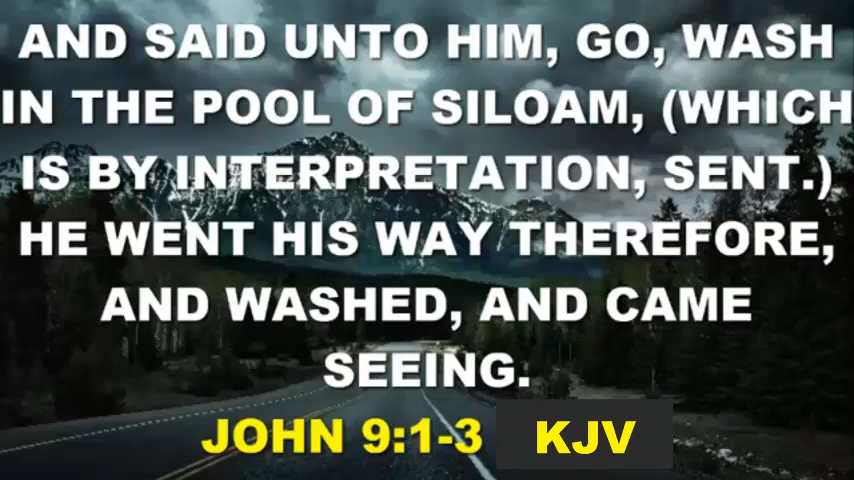 AND SAID UNTO HIM, GO, WASH
IN THE POOL OF SILOAM, (WHICH
IS BY INTERPRETATION, SENT.)
HE WENT HIS WAY THEREFORE,
AND WASHED, AND CAME
SEEING.
JOHN 9:1-3 KJV